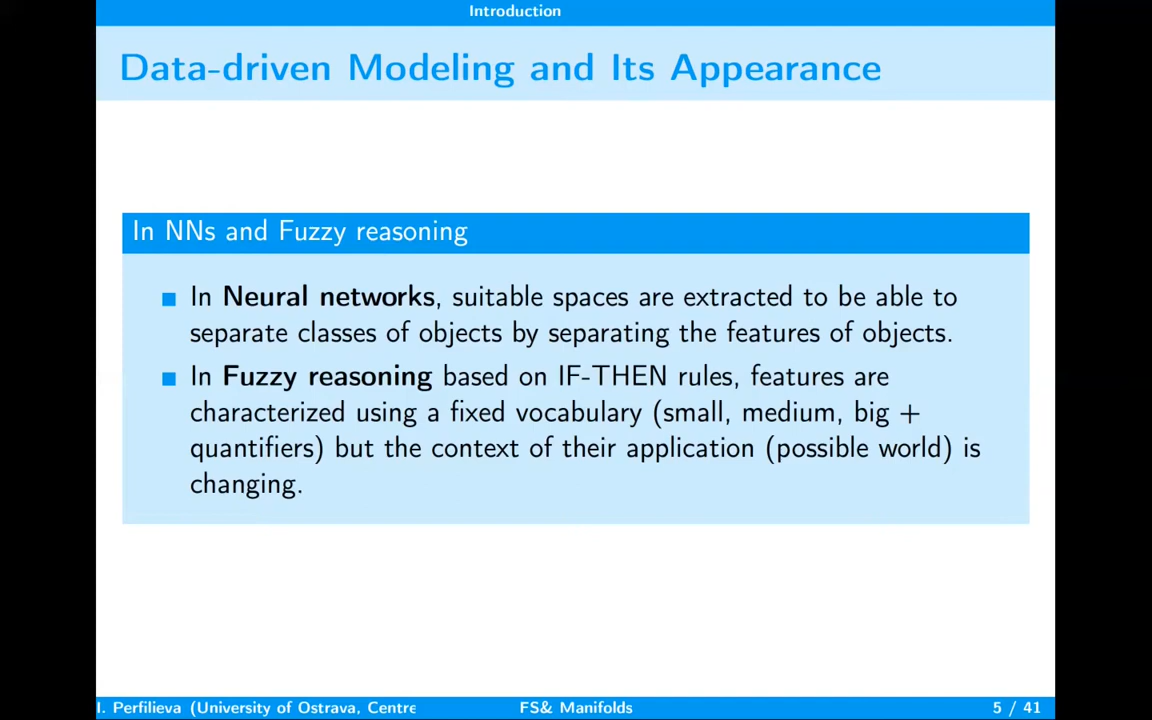 Introduction
Data-driven Modeling and Its Appearance
In NNs and Fuzzy reasoning
In Neural networks, suitable spaces are extracted to be able to
separate classes of objects by separating the features of objects.
In Fuzzy reasoning based on IF-THEN rules, features are
characterized using a fixed vocabulary (small, medium, big +
quantifiers) but the context of their application (possible world) is
changing.
I. Perfilieva (University of Ostrava, Centre FS& Manifolds 5 / 41